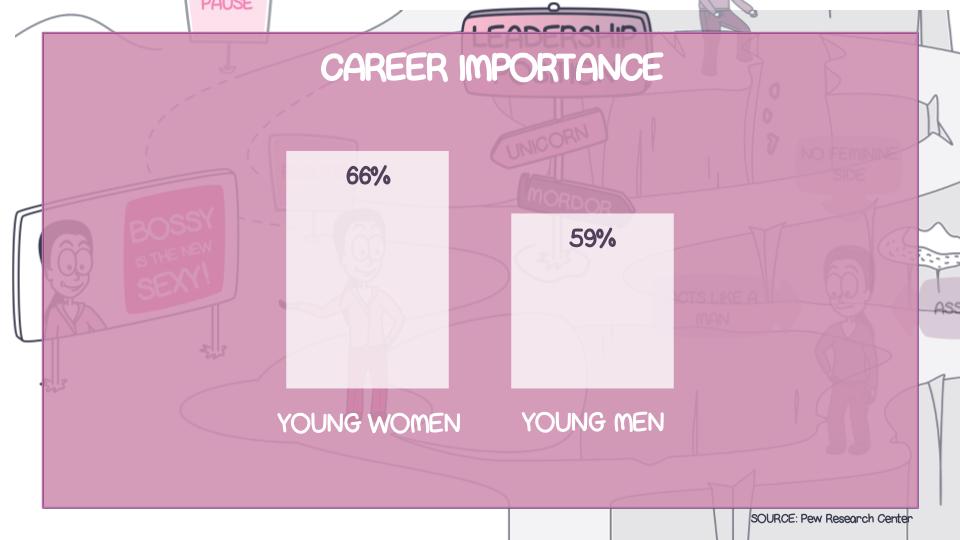 PAUSE
LEADERSHIP
CAREER IMPORTANCE
UNICORN
NO FEMININE
SIDE
66%
MORDOR
BOSSY
IS THE NEW
SEXY!
59%
ACTS LIKE A
MAN
ASS
YOUNG WOMEN
YOUNG MEN
SOURCE: Pew Research Center